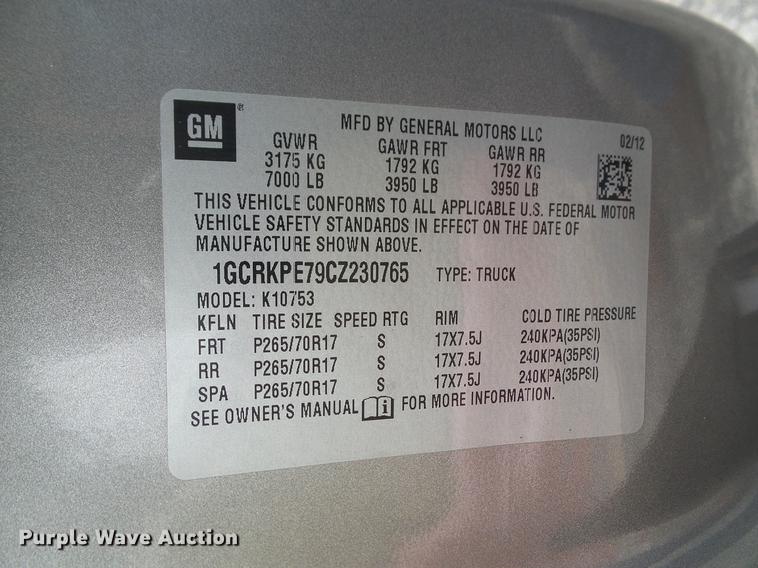 GM ®
MFD BY GENERAL MOTORS LLC 02/12
GVWR GAWR FRT GAWR RR
3175 KG 1792 KG 1792 KG
7000 LB 3950 LB 3950 LB
THIS VEHICLE CONFORMS TO ALL APPLICABLE U.S. FEDERAL MOTOR
VEHICLE SAFETY STANDARDS IN EFFECT ON THE DATE OF
MANUFACTURE SHOWN ABOVE.
1GCRKPE79CZ230765 TYPE: TRUCK
MODEL: K10753
KFLN TIRE SIZE SPEED RTG RIM COLD TIRE PRESSURE
FRT P265/70R17 S 17X7.5J 240KPA(35PSI)
RR P265/70R17 S 17X7.5J 240KPA(35PSI)
SPA P265/70R17 S 17X7.5J 240KPA(35PSI)
SEE OWNER'S MANUAL i FOR MORE INFORMATION.
Purple Wave Auction